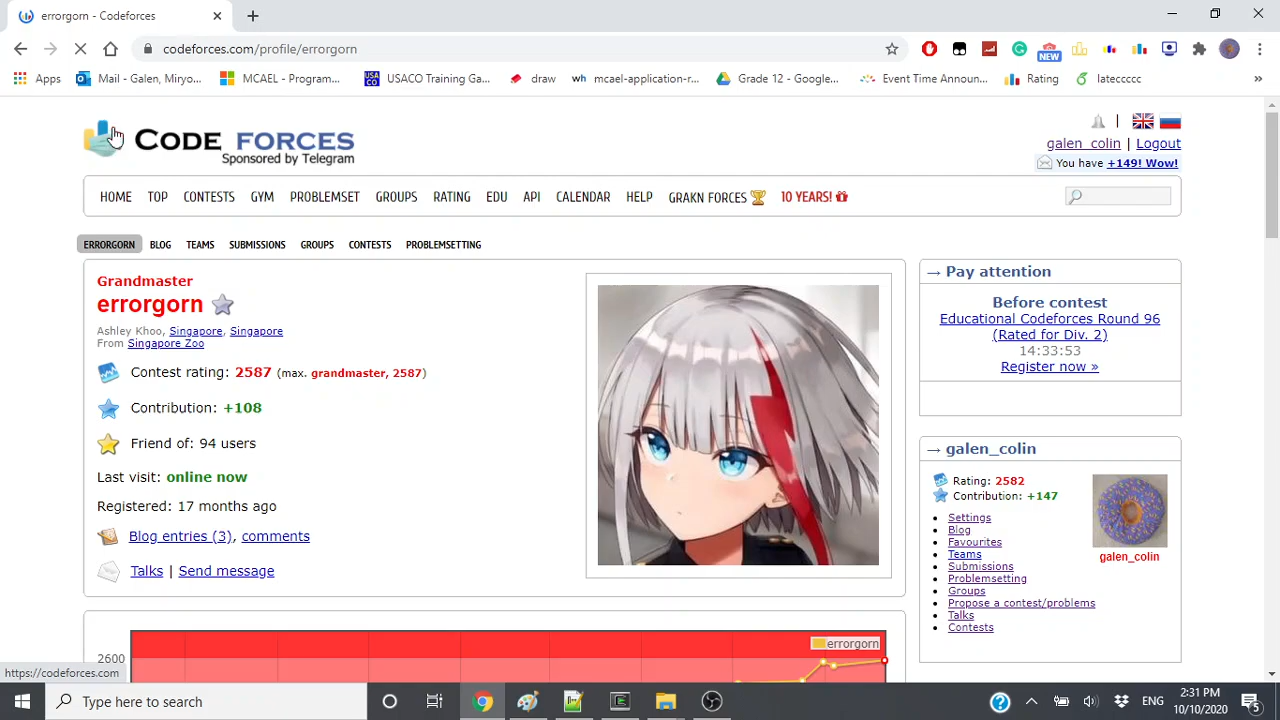 errorgorn - Codeforces
codeforces.com/profile/errorgorn
NEW
Apps
Mail - Galen, Miryo...
MCAEL - Program...
USA CO
USACO Training Ga...
draw
wh mcael-application-r...
Grade 12 - Google...
Event Time Announ...
Rating
lateccccc
CODE FORCES
Sponsored by Telegram
galen_colin | Logout
You have +149! Wow!
HOME TOP CONTESTS GYM PROBLEMSET GROUPS RATING EDU API CALENDAR HELP GRAKN FORCES 10 YEARS!
ERRORGORN BLOG TEAMS SUBMISSIONS GROUPS CONTESTS PROBLEMSETTING
Grandmaster
errorgorn
Ashley Khoo, Singapore, Singapore
From Singapore Zoo
Contest rating: 2587 (max. grandmaster, 2587)
Contribution: +108
Friend of: 94 users
Last visit: online now
Registered: 17 months ago
Blog entries (3), comments
Talks | Send message
→ Pay attention
Before contest
Educational Codeforces Round 96
(Rated for Div. 2)
14:33:53
Register now »
→ galen_colin
Rating: 2582
Contribution: +147
Settings
Blog
Favourites
Teams
Submissions
Problemsetting
Groups
Propose a contest/problems
Talks
Contests
galen_colin
errorgorn
2600
https://codeforces.com
Type here to search
ENG
2:31 PM
10/10/2020
5